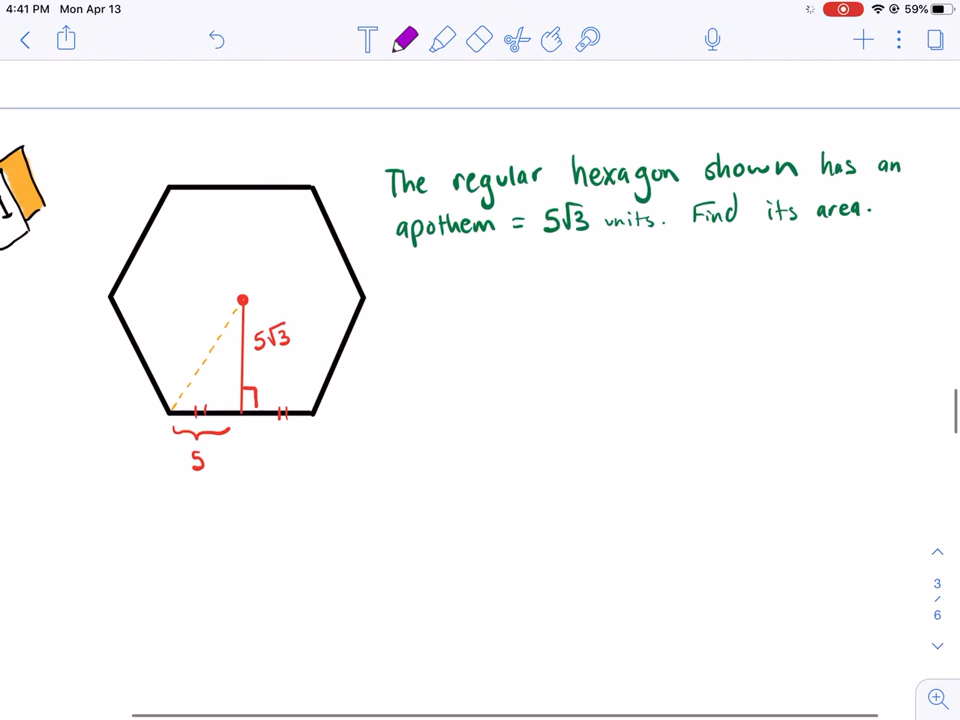 4:41 PM Mon Apr 13
59%
T
The regular hexagon shown has an
apothem = 5√3 units. Find its area.
5√3
5
3
/
6